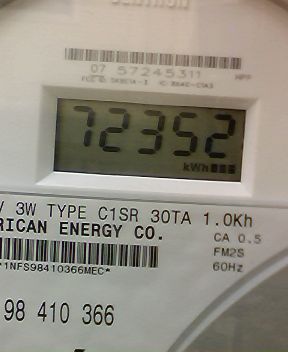 07 57245311
72352
kWh
V 3W TYPE C1SR 30TA 1.0Kh
RICAN ENERGY CO.
CA 0.5
FM2S
60Hz
*1NFS98410366MEC*
98 410 366